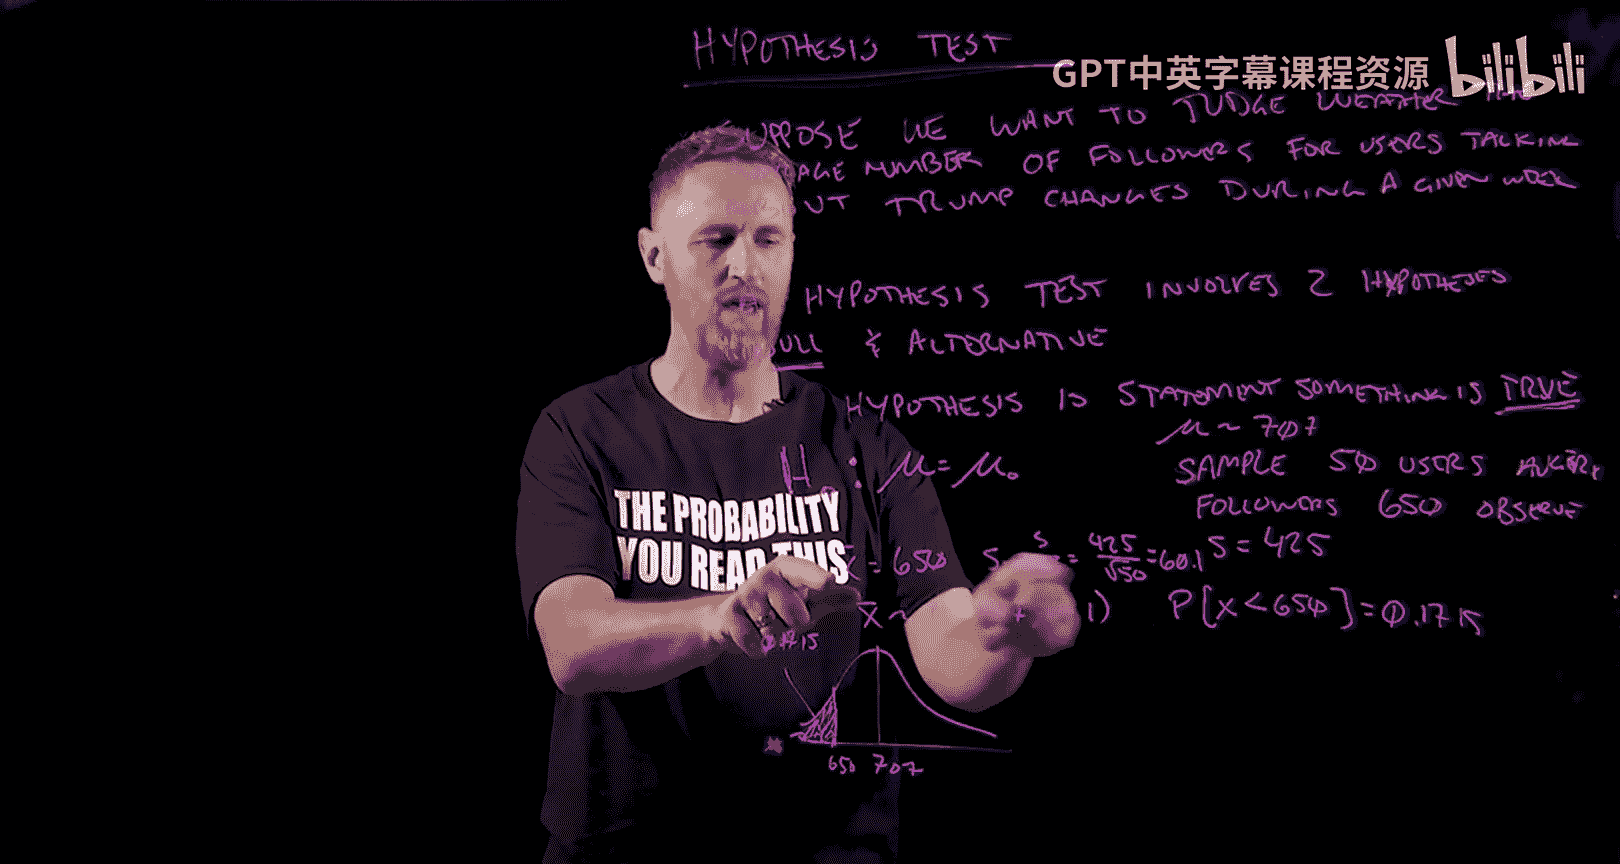 HYPOTHESIS TEST
GPT中英字幕课程资源 bilibili
SUPPOSE WE WANT TO JUDGE WEATHER
AGE NUMBER OF FOLLOWERS FOR USERS TALKING
UT TRUMP CHANGES DURING A GIVEN WEEK
HYPOTHESIS TEST INVOLVES 2 HYPOTHESES
NULL & ALTERNATIVE
HYPOTHESIS IS STATEMENT SOMETHING IS TRUE
μ ~ 707
H : μ = μ₀
SAMPLE 50 USERS
FOLLOWERS 650 OBSERVE
THE PROBABILITY
YOU READ THIS
= 650 S = 425/√50 = 60.1 S = 425
x̄ ~ 1) P[X < 650] = 0.1715
0.1715
650 707